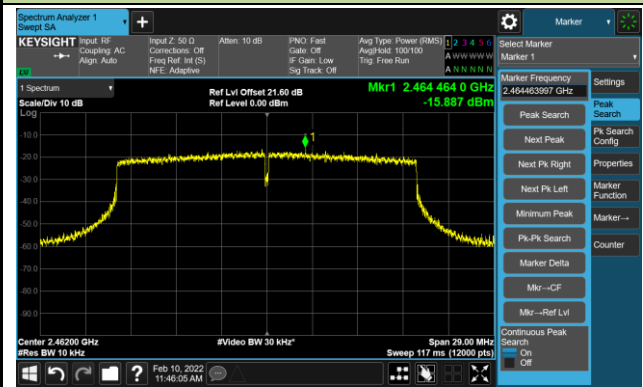 Spectrum Analyzer 1
Swept SA
Marker
KEYSIGHT
Input: RF
Coupling: AC
Align: Auto
Input Z: 50 Ω
Corrections: Off
Freq Ref: Int (S)
NFE: Adaptive
Atten: 10 dB
PNO: Fast
Gate: Off
IF Gain: Low
Sig Track: Off
Avg Type: Power (RMS)
Avg|Hold: 100/100
Trig: Free Run
1 2 3 4 5 6
A W W W W W
A N N N N N
Select Marker
Marker 1
1 Spectrum
Scale/Div 10 dB
Log
Ref Lvl Offset 21.60 dB
Ref Level 0.00 dBm
Mkr1 2.464 464 0 GHz
-15.887 dBm
1
-10.0
-20.0
-30.0
-40.0
-50.0
-60.0
-70.0
-80.0
-90.0
Center 2.46200 GHz
#Res BW 10 kHz
#Video BW 30 kHz*
Span 29.00 MHz
Sweep 117 ms (12000 pts)
Marker Frequency
2.464463997 GHz
Peak Search
Next Peak
Next Pk Right
Next Pk Left
Minimum Peak
Pk-Pk Search
Marker Delta
Mkr→CF
Mkr→Ref Lvl
Continuous Peak
Search
On
Off
Settings
Peak
Search
Pk Search
Config
Properties
Marker
Function
Marker→
Counter
?
Feb 10, 2022
11:46:05 AM